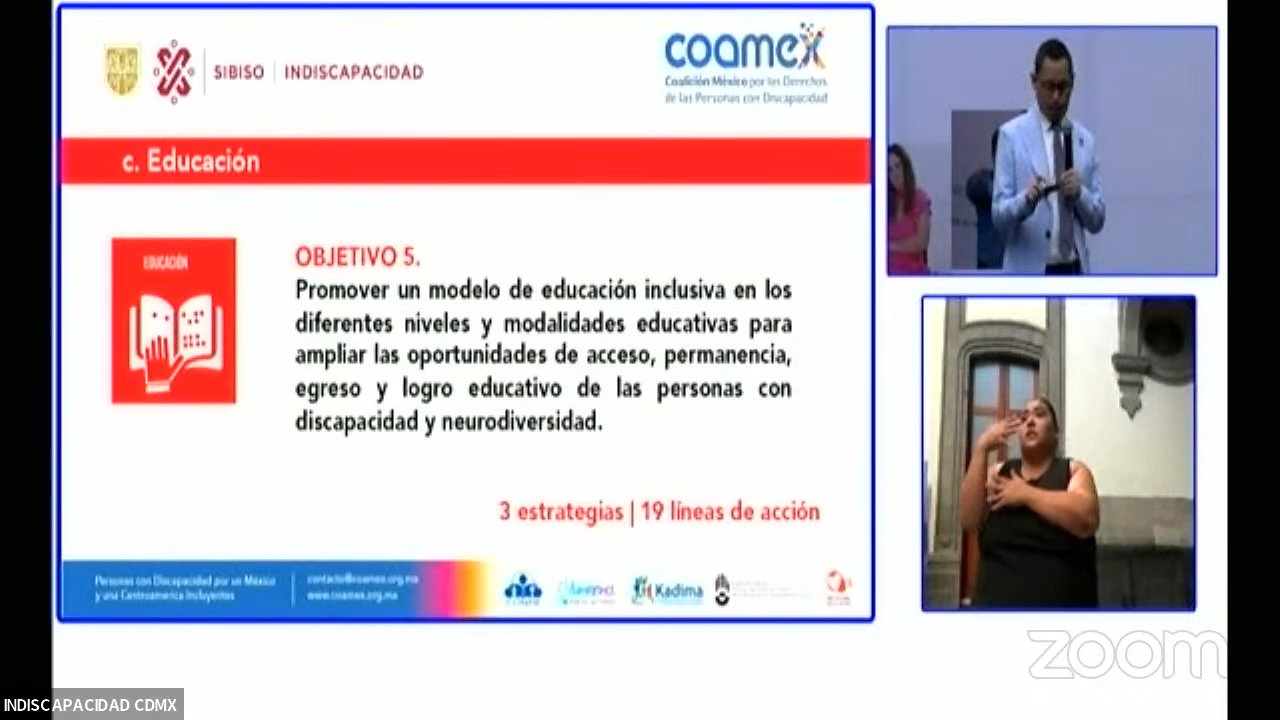 SIBISO | INDISCAPACIDAD
coamex
Coalición México por los Derechos
de las Personas con Discapacidad
c. Educación
EDUCACIÓN
OBJETIVO 5.
Promover un modelo de educación inclusiva en los
diferentes niveles y modalidades educativas para
ampliar las oportunidades de acceso, permanencia,
egreso y logro educativo de las personas con
discapacidad y neurodiversidad.
3 estrategias | 19 líneas de acción
Personas con Discapacidad por un México
y una Centroamerica Incluyentes
contacto@coamex.org.mx
www.coamex.org.mx
Kadima
zoom
INDISCAPACIDAD CDMX